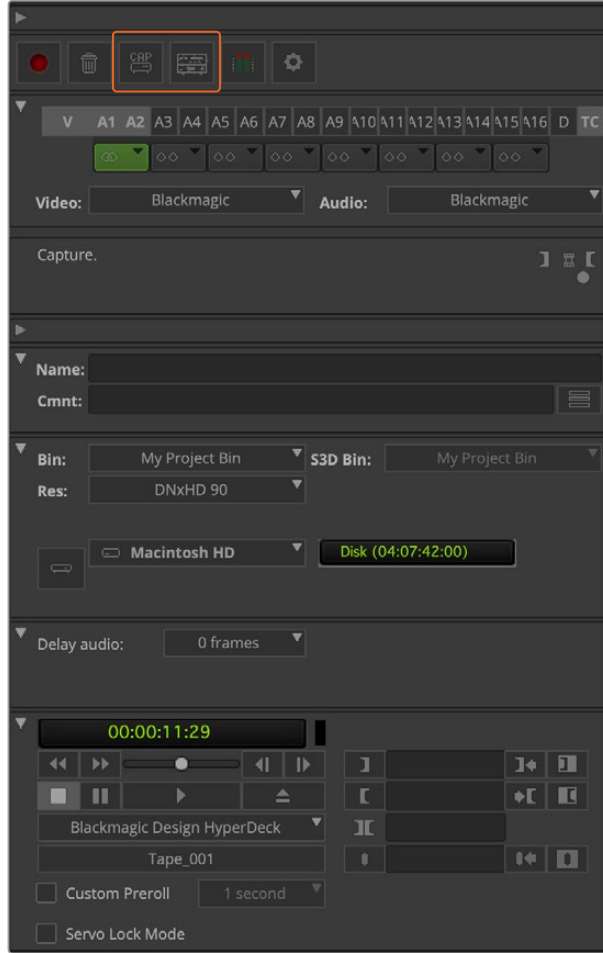 CAP
V A1 A2 A3 A4 A5 A6 A7 A8 A9 A10 A11 A12 A13 A14 A15 A16 D TC
Video: Blackmagic Audio: Blackmagic
Capture.
Name:
Cmnt:
Bin: My Project Bin S3D Bin: My Project Bin
Res: DNxHD 90
Macintosh HD Disk (04:07:42:00)
Delay audio: 0 frames
00:00:11:29
Blackmagic Design HyperDeck
Tape_001
Custom Preroll 1 second
Servo Lock Mode